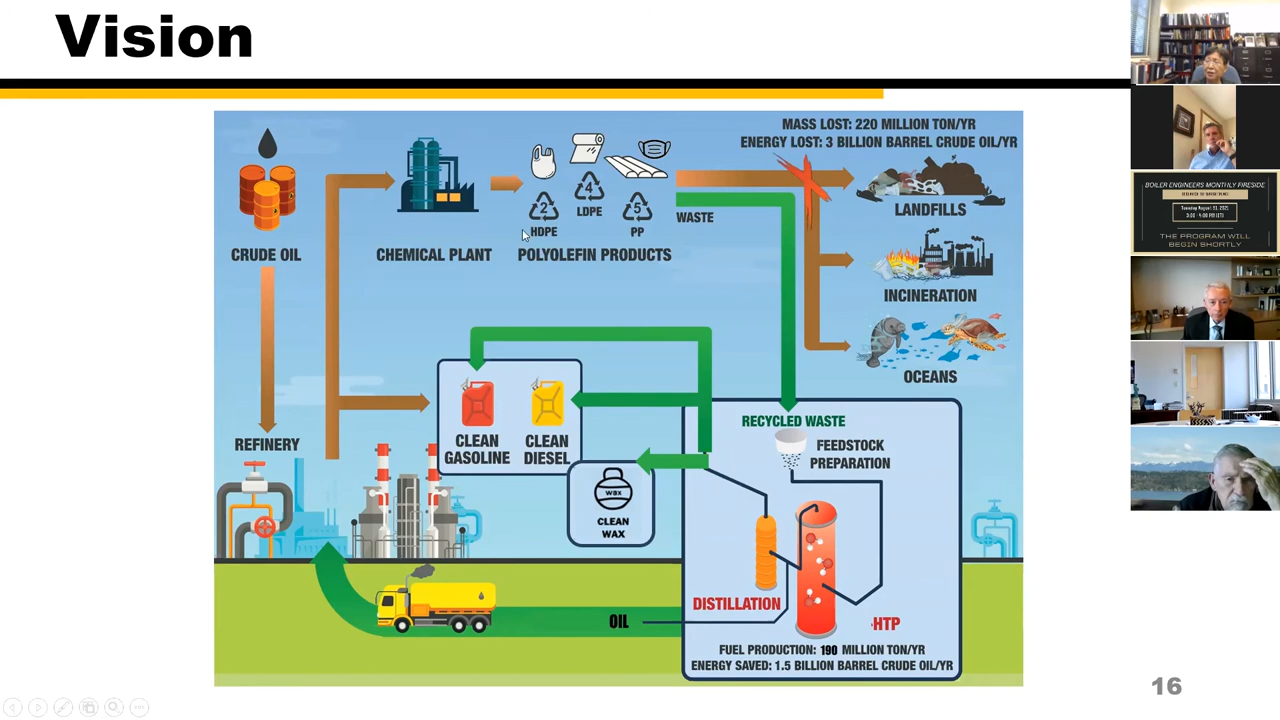 Vision
MASS LOST: 220 MILLION TON/YR
ENERGY LOST: 3 BILLION BARREL CRUDE OIL/YR
CRUDE OIL
CHEMICAL PLANT
2
HDPE
4
LDPE
5
PP
POLYOLEFIN PRODUCTS
WASTE
LANDFILLS
INCINERATION
OCEANS
REFINERY
CLEAN
GASOLINE
CLEAN
DIESEL
wax
CLEAN
WAX
RECYCLED WASTE
FEEDSTOCK
PREPARATION
DISTILLATION
HTP
OIL
FUEL PRODUCTION: 190 MILLION TON/YR
ENERGY SAVED: 1.5 BILLION BARREL CRUDE OIL/YR
16
BOILER ENGINEERS MONTHLY FIRESIDE
THE PROGRAM WILL
BEGIN SHORTLY